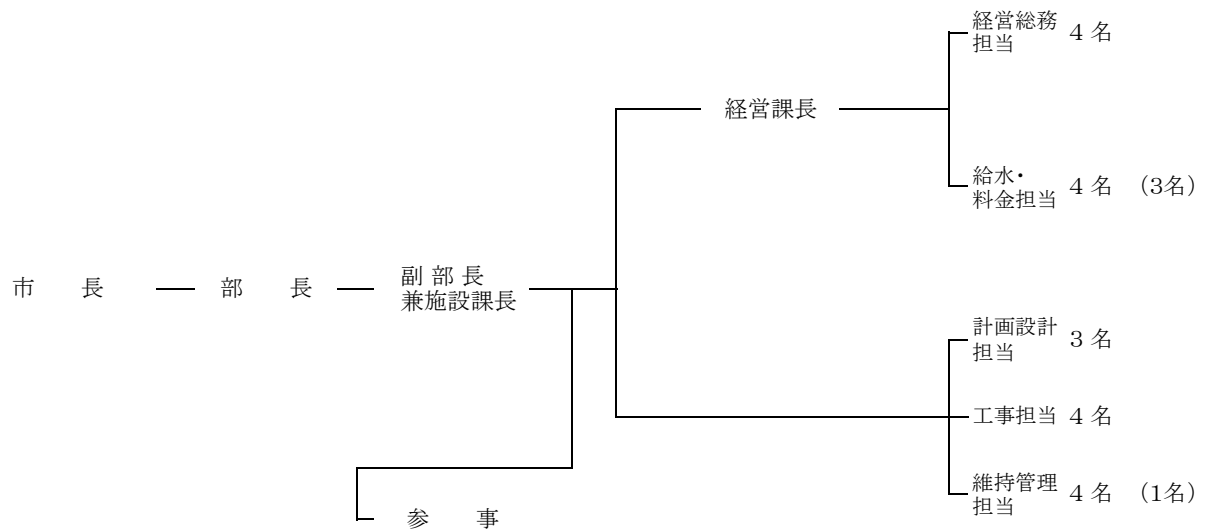 経営総務
担当 4 名
経営課長
給水・
料金担当 4 名 (3名)
市 長 部 長 副 部 長
兼施設課長
計画設計
担当 3 名
工事担当 4 名
維持管理
担当 4 名 (1名)
参 事